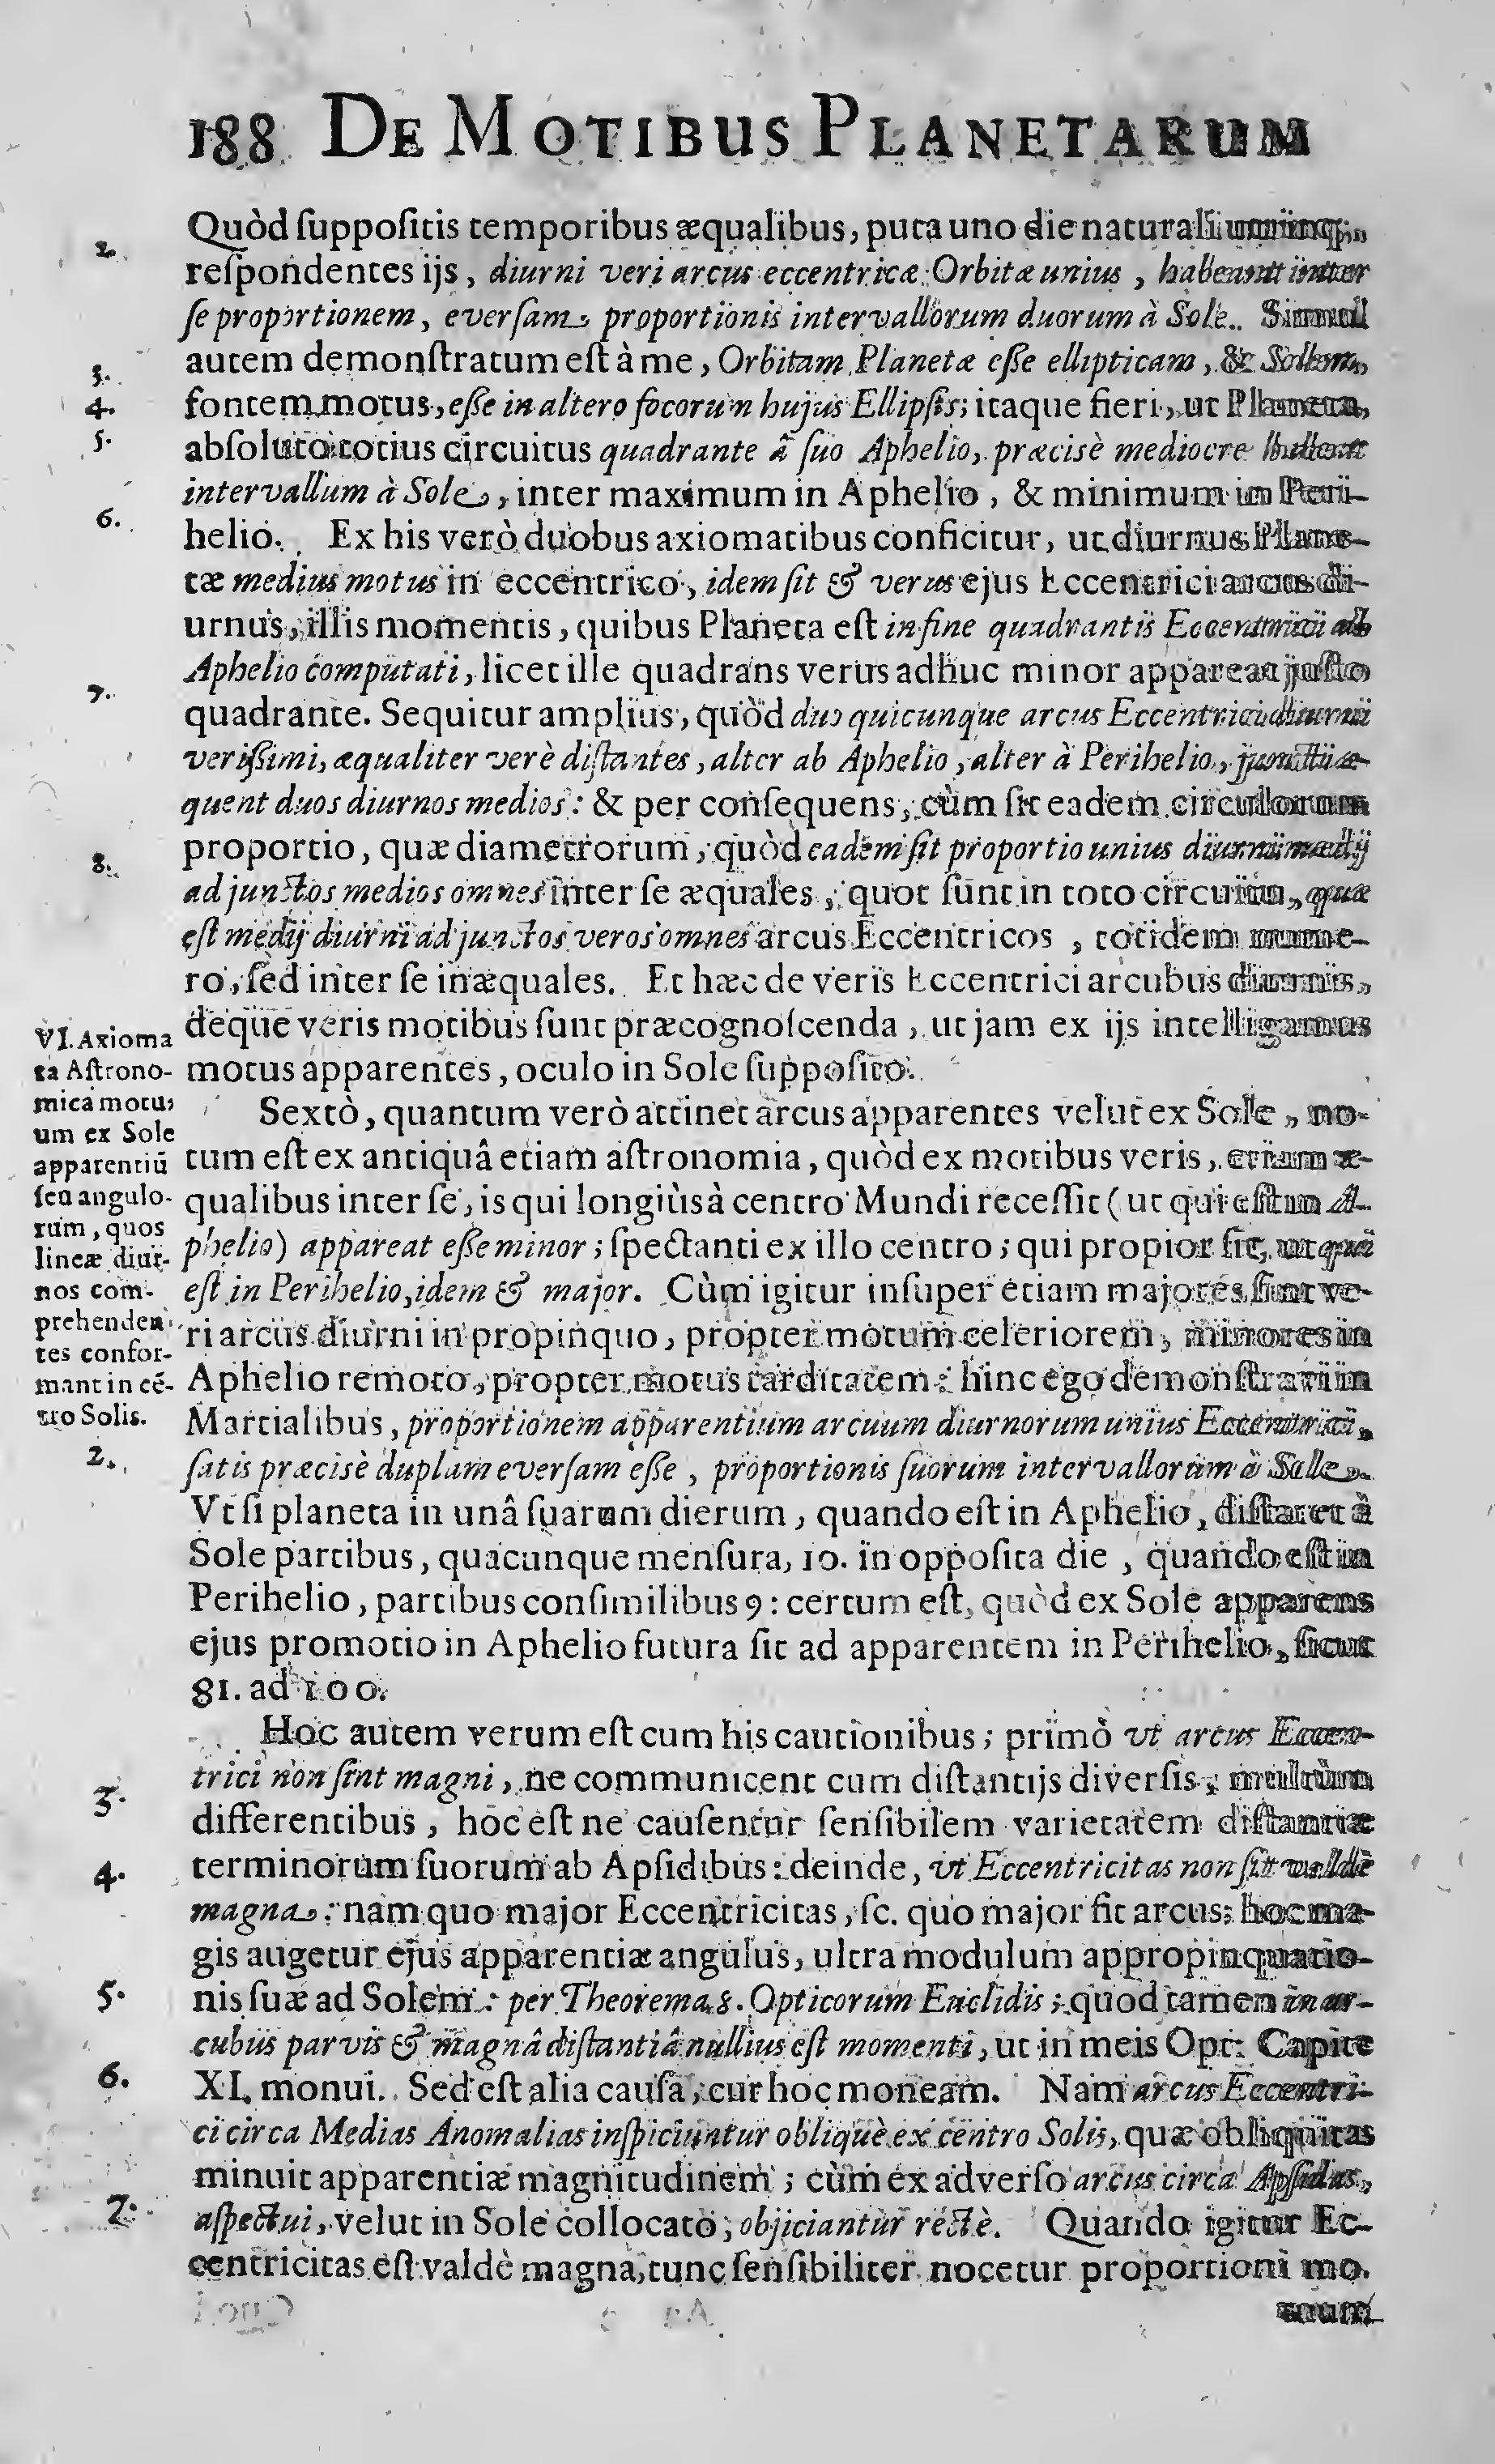 188 DE MOTIBUS PLANETARUM
2. Quòd ſuppoſitis temporibus æqualibus, puta uno die naturali utrinq;,
reſpondentes ijs, diurni veri arcus eccentricæ Orbitæ unius, habeant inter
ſe proportionem, everſam proportionis intervallorum duorum à Sole. Simul
3. autem demonſtratum eſt à me, Orbitam Planetæ eſſe ellipticam, & Solem,
4. fontem motus, eſſe in altero focorum hujus Ellipſis; itaque fieri, ut Planeta,
5. abſoluto totius circuitus quadrante â ſuo Aphelio, præcisè mediocre habeat
intervallum à Sole, inter maximum in Aphelio, & minimum in Peri-
6. helio. Ex his verò duobus axiomatibus conficitur, ut diurnus Plane-
tæ medius motus in eccentrico, idem ſit & verus ejus Eccentrici arcus di-
urnus, illis momentis, quibus Planeta eſt in fine quadrantis Eccentrici ab
Aphelio computati, licet ille quadrans verus adhuc minor appareat juſto
7. quadrante. Sequitur amplius, quòd duo quicunque arcus Eccentrici diurni
veriſsimi, æqualiter verè diſtantes, alter ab Aphelio, alter à Perihelio, juncti æ-
quent duos diurnos medios: & per conſequens, cùm ſit eadem circulorum
8. proportio, quæ diametrorum, quòd eadem ſit proportio unius diurni medij
ad junctos medios omnes inter ſe æquales, quot ſunt in toto circuitu, quæ
eſt medij diurni ad junctos veros omnes arcus Eccentricos, totidem nume-
ro, ſed inter ſe inæquales. Et hæc de veris Eccentrici arcubus diurnis,
deque veris motibus ſunt præcognoſcenda, ut jam ex ijs intelligamus
motus apparentes, oculo in Sole ſuppoſito.
VI. Axioma
ta Aſtrono-
mica motu,
um ex Sole
apparentiū
ſeu angulo-
rum, quos
lineæ diur-
nos com-
prehenden
tes confor-
mant in cē-
tro Solis.
Sextò, quantum verò attinet arcus apparentes velut ex Sole, no-
tum eſt ex antiquâ etiam aſtronomia, quòd ex motibus veris, etiam æ-
qualibus inter ſe, is qui longiùs à centro Mundi receſſit (ut qui eſt in A-
phelio) appareat eſſe minor; ſpectanti ex illo centro; qui propior ſit, ut qui
eſt in Perihelio, idem & major. Cùm igitur inſuper etiam majores ſint ve-
ri arcus diurni in propinquo, propter motum celeriorem, minores in
Aphelio remoto, propter motus tarditatem: hinc ego demonſtravi in
Martialibus, proportionem apparentium arcuum diurnorum unius Eccentrici,
2. ſatis præcisè duplam everſam eſſe, proportionis ſuorum intervallorum à Sole.
Vt ſi planeta in unâ ſuarum dierum, quando eſt in Aphelio, diſtaret à
Sole partibus, quacunque menſura, 10. in oppoſita die, quando eſt in
Perihelio, partibus conſimilibus 9: certum eſt, quòd ex Sole apparens
ejus promotio in Aphelio futura ſit ad apparentem in Perihelio, ſicut
81. ad 100.
Hoc autem verum eſt cum his cautionibus; primò ut arcus Eccen-
3. trici non ſint magni, ne communicent cum diſtantijs diverſis, multùm
differentibus, hoc eſt ne cauſentur ſenſibilem varietatem diſtantiæ
4. terminorum ſuorum ab Apſidibus: deinde, ut Eccentricitas non ſit valdè
magna: nam quo major Eccentricitas, ſc. quo major fit arcus: hoc ma-
gis augetur ejus apparentiæ angulus, ultra modulum appropinquatio-
5. nis ſuæ ad Solem: per Theorema 8. Opticorum Euclidis; quod tamen in ar-
cubus parvis & magnâ diſtantiâ nullius eſt momenti, ut in meis Opt. Capite
6. XI. monui. Sed eſt alia cauſa, cur hoc moneam. Nam arcus Eccentri-
ci circa Medias Anomalias inſpiciuntur obliquè ex centro Solis, quæ obliquitas
minuit apparentiæ magnitudinem; cùm ex adverſo arcus circa Apſidas,
7. aſpectui, velut in Sole collocato, objiciantur rectè. Quando igitur Ec-
centricitas eſt valdè magna, tunc ſenſibiliter nocetur proportioni mo.
tuum